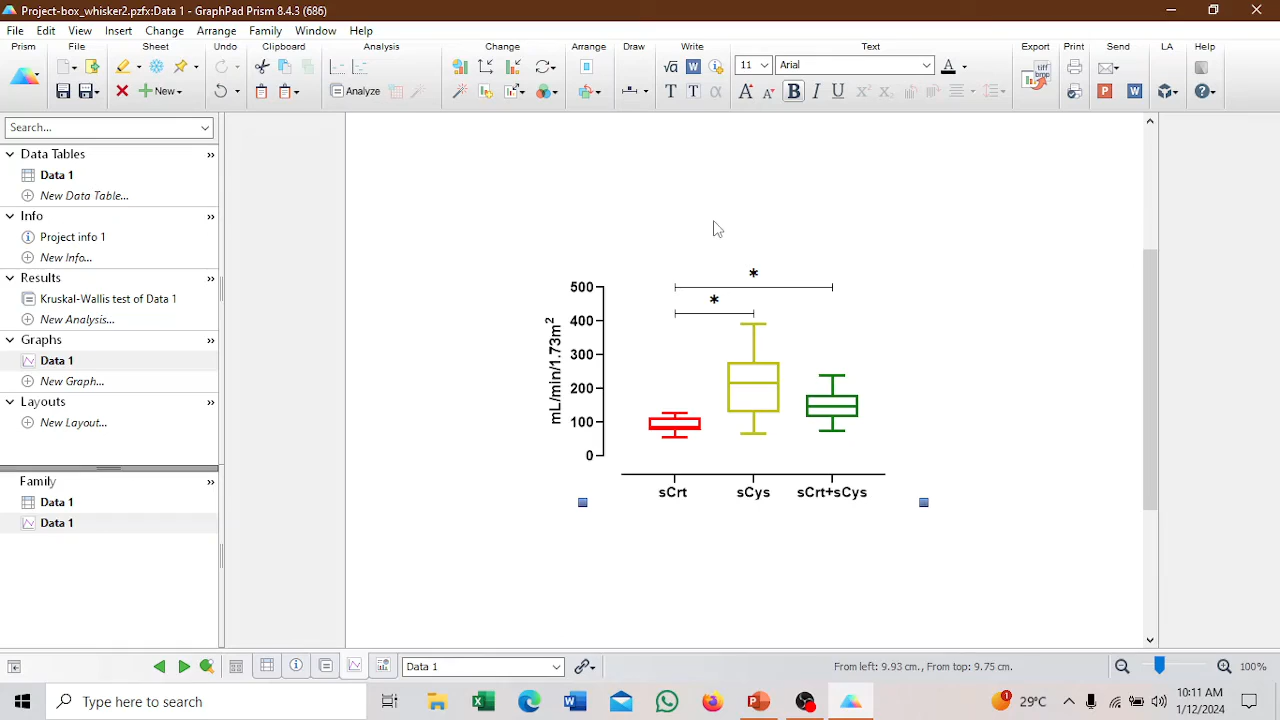 Project-box_whisker2.pzfx:Data 1 - GraphPad Prism 8.4.3 (686)
File Edit View Insert Change Arrange Family Window Help
Prism File Sheet Undo Clipboard Analysis Change Arrange Draw Write Text Export Print Send LA Help
11 Arial
New Analyze
Search...
Data Tables
Data 1
New Data Table...
Info
Project info 1
New Info...
Results
Kruskal-Wallis test of Data 1
New Analysis...
Graphs
Data 1
New Graph...
Layouts
New Layout...
Family
Data 1
Data 1
*
*
500
400
300
200
100
0
mL/min/1.73m²
sCrt sCys sCrt+sCys
Data 1
From left: 9.93 cm., From top: 9.75 cm.
100%
Type here to search
29°C
10:11 AM
1/12/2024